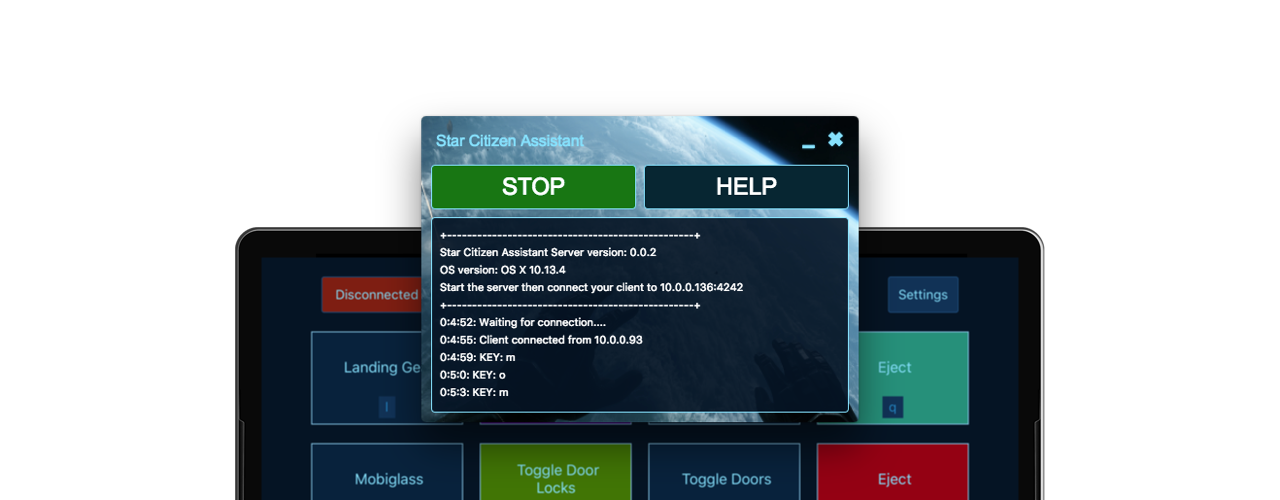 Star Citizen Assistant
STOP
HELP
+-------------------------------------------------+
Star Citizen Assistant Server version: 0.0.2
OS version: OS X 10.13.4
Start the server then connect your client to 10.0.0.136:4242
+-------------------------------------------------+
0:4:52: Waiting for connection....
0:4:55: Client connected from 10.0.0.93
0:4:59: KEY: m
0:5:0: KEY: o
0:5:3: KEY: m
Disconnected
Settings
Landing Ge
Eject
l
q
Mobiglass
Toggle Door
Locks
Toggle Doors
Eject